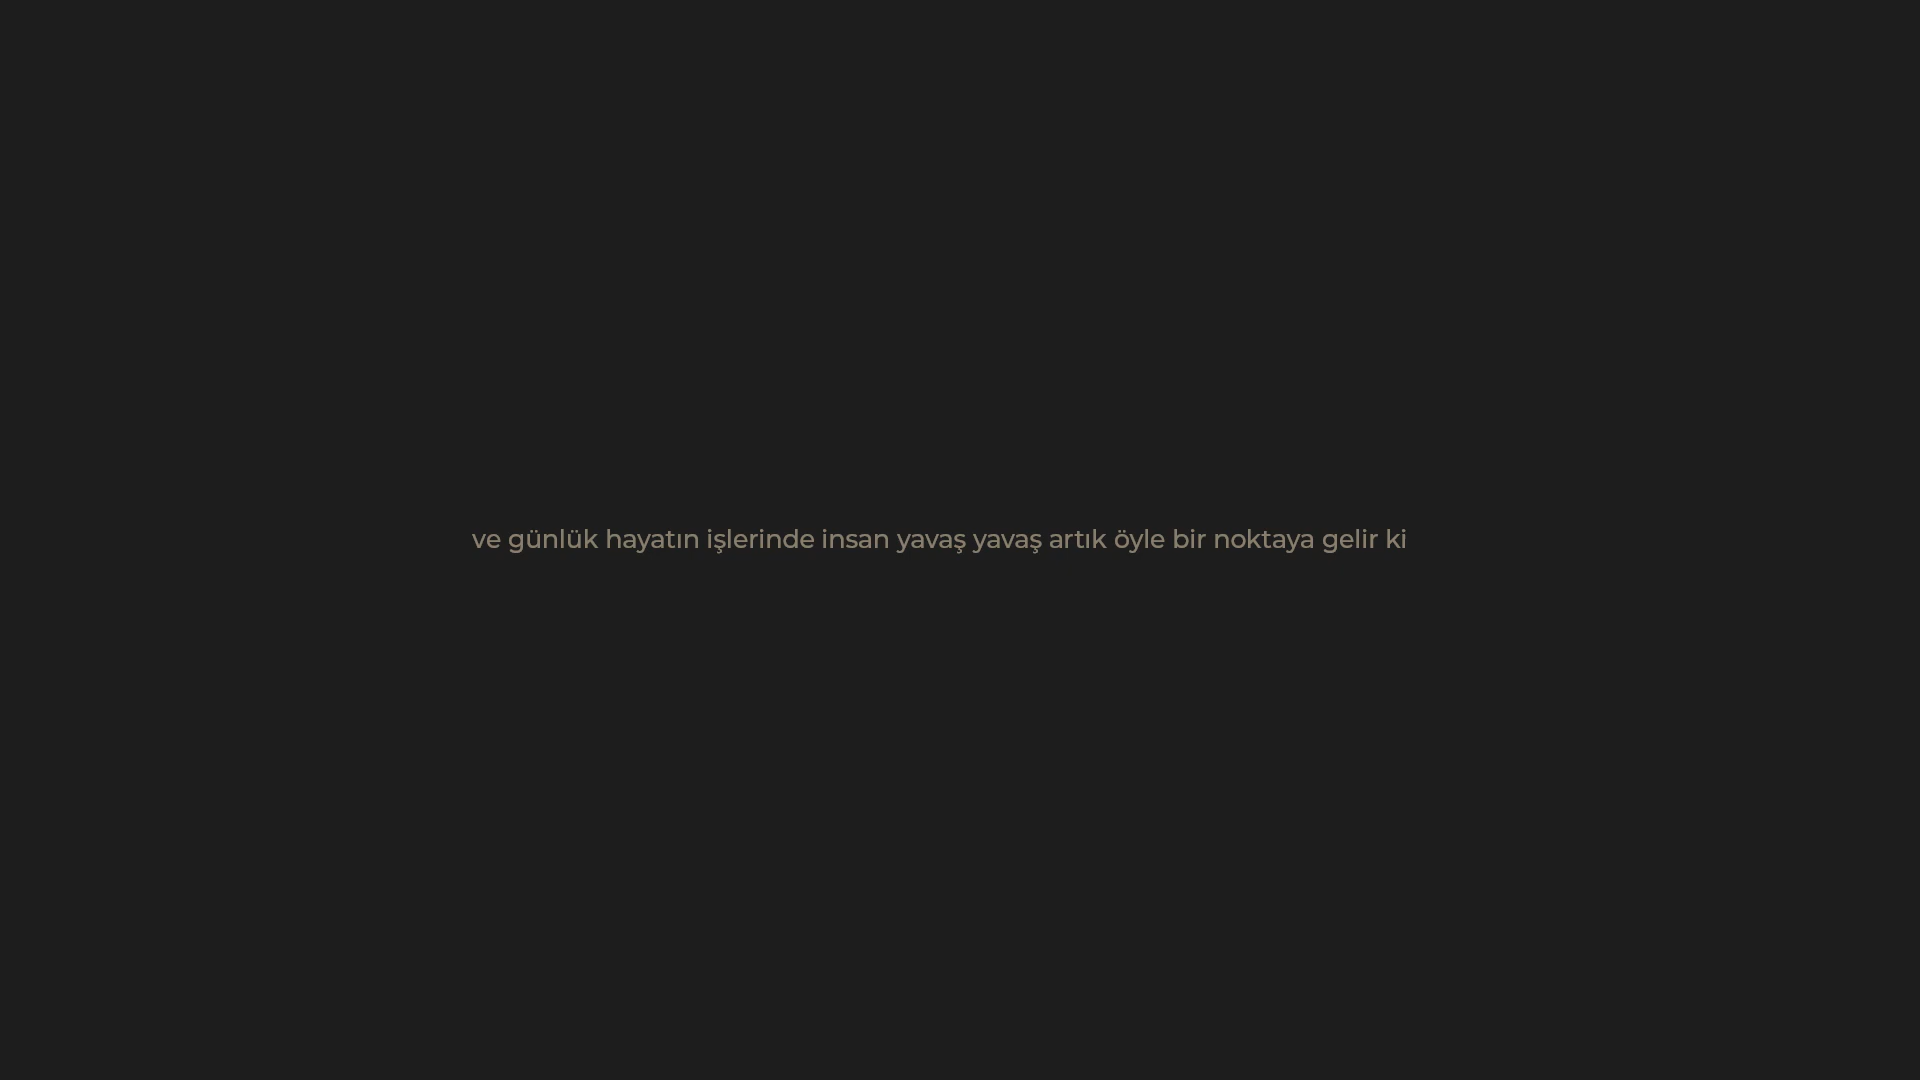 ve günlük hayatın işlerinde insan yavaş yavaş artık öyle bir noktaya gelir ki